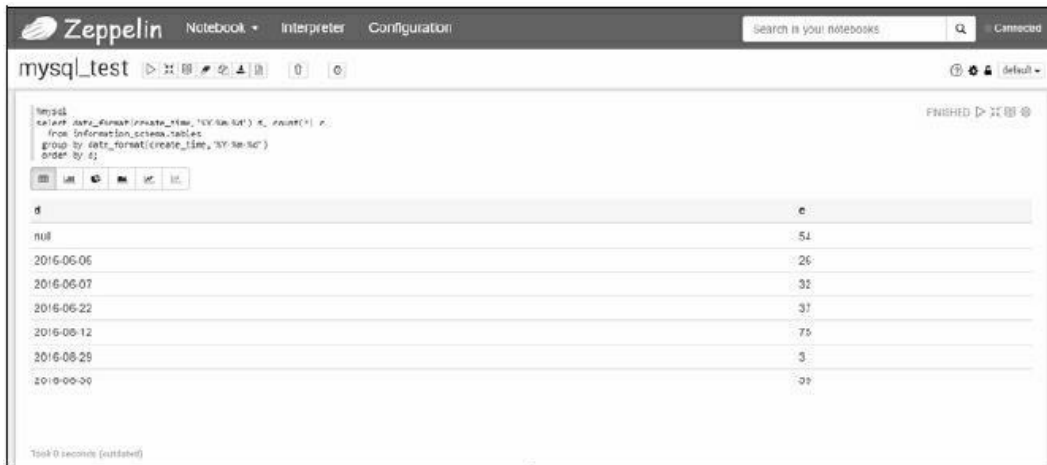 Zeppelin Notebook Interpreter Configuration Search in your notebooks Connected
mysql_test default
%mysql
select date_format(create_time,'%Y-%m-%d') d, count(*) c
from information_schema.tables
group by date_format(create_time,'%Y-%m-%d')
order by d;
FINISHED
d c
null
2016-06-06 26
2016-06-07 32
2016-06-22 37
2016-08-12
2016-08-29 3
Took 0 seconds (outdated)